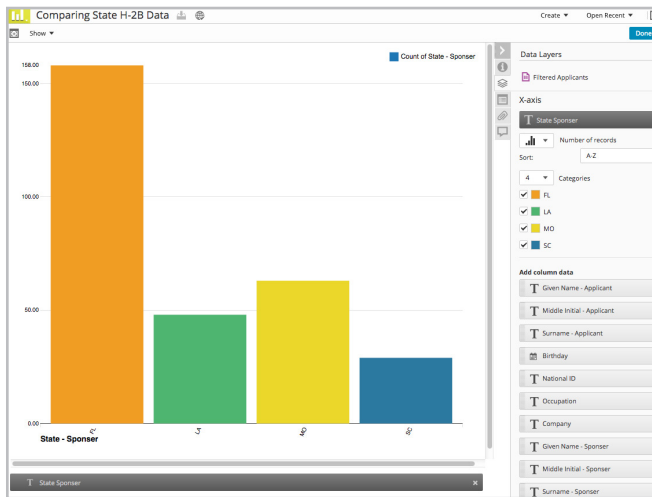 Comparing State H-2B Data
Create
Open Recent
Show
Done
Count of State - Sponser
158.00
150.00
100.00
50.00
0.00
FL
LA
MO
SC
State - Sponser
T State Sponser ×
Data Layers
Filtered Applicants
X-axis
T State Sponser
Number of records
Sort: A-Z
4 Categories
FL
LA
MO
SC
Add column data
T Given Name - Applicant
T Middle Initial - Applicant
T Surname - Applicant
Birthday
T National ID
T Occupation
T Company
T Given Name - Sponser
T Middle Initial - Sponser
T Surname - Sponser